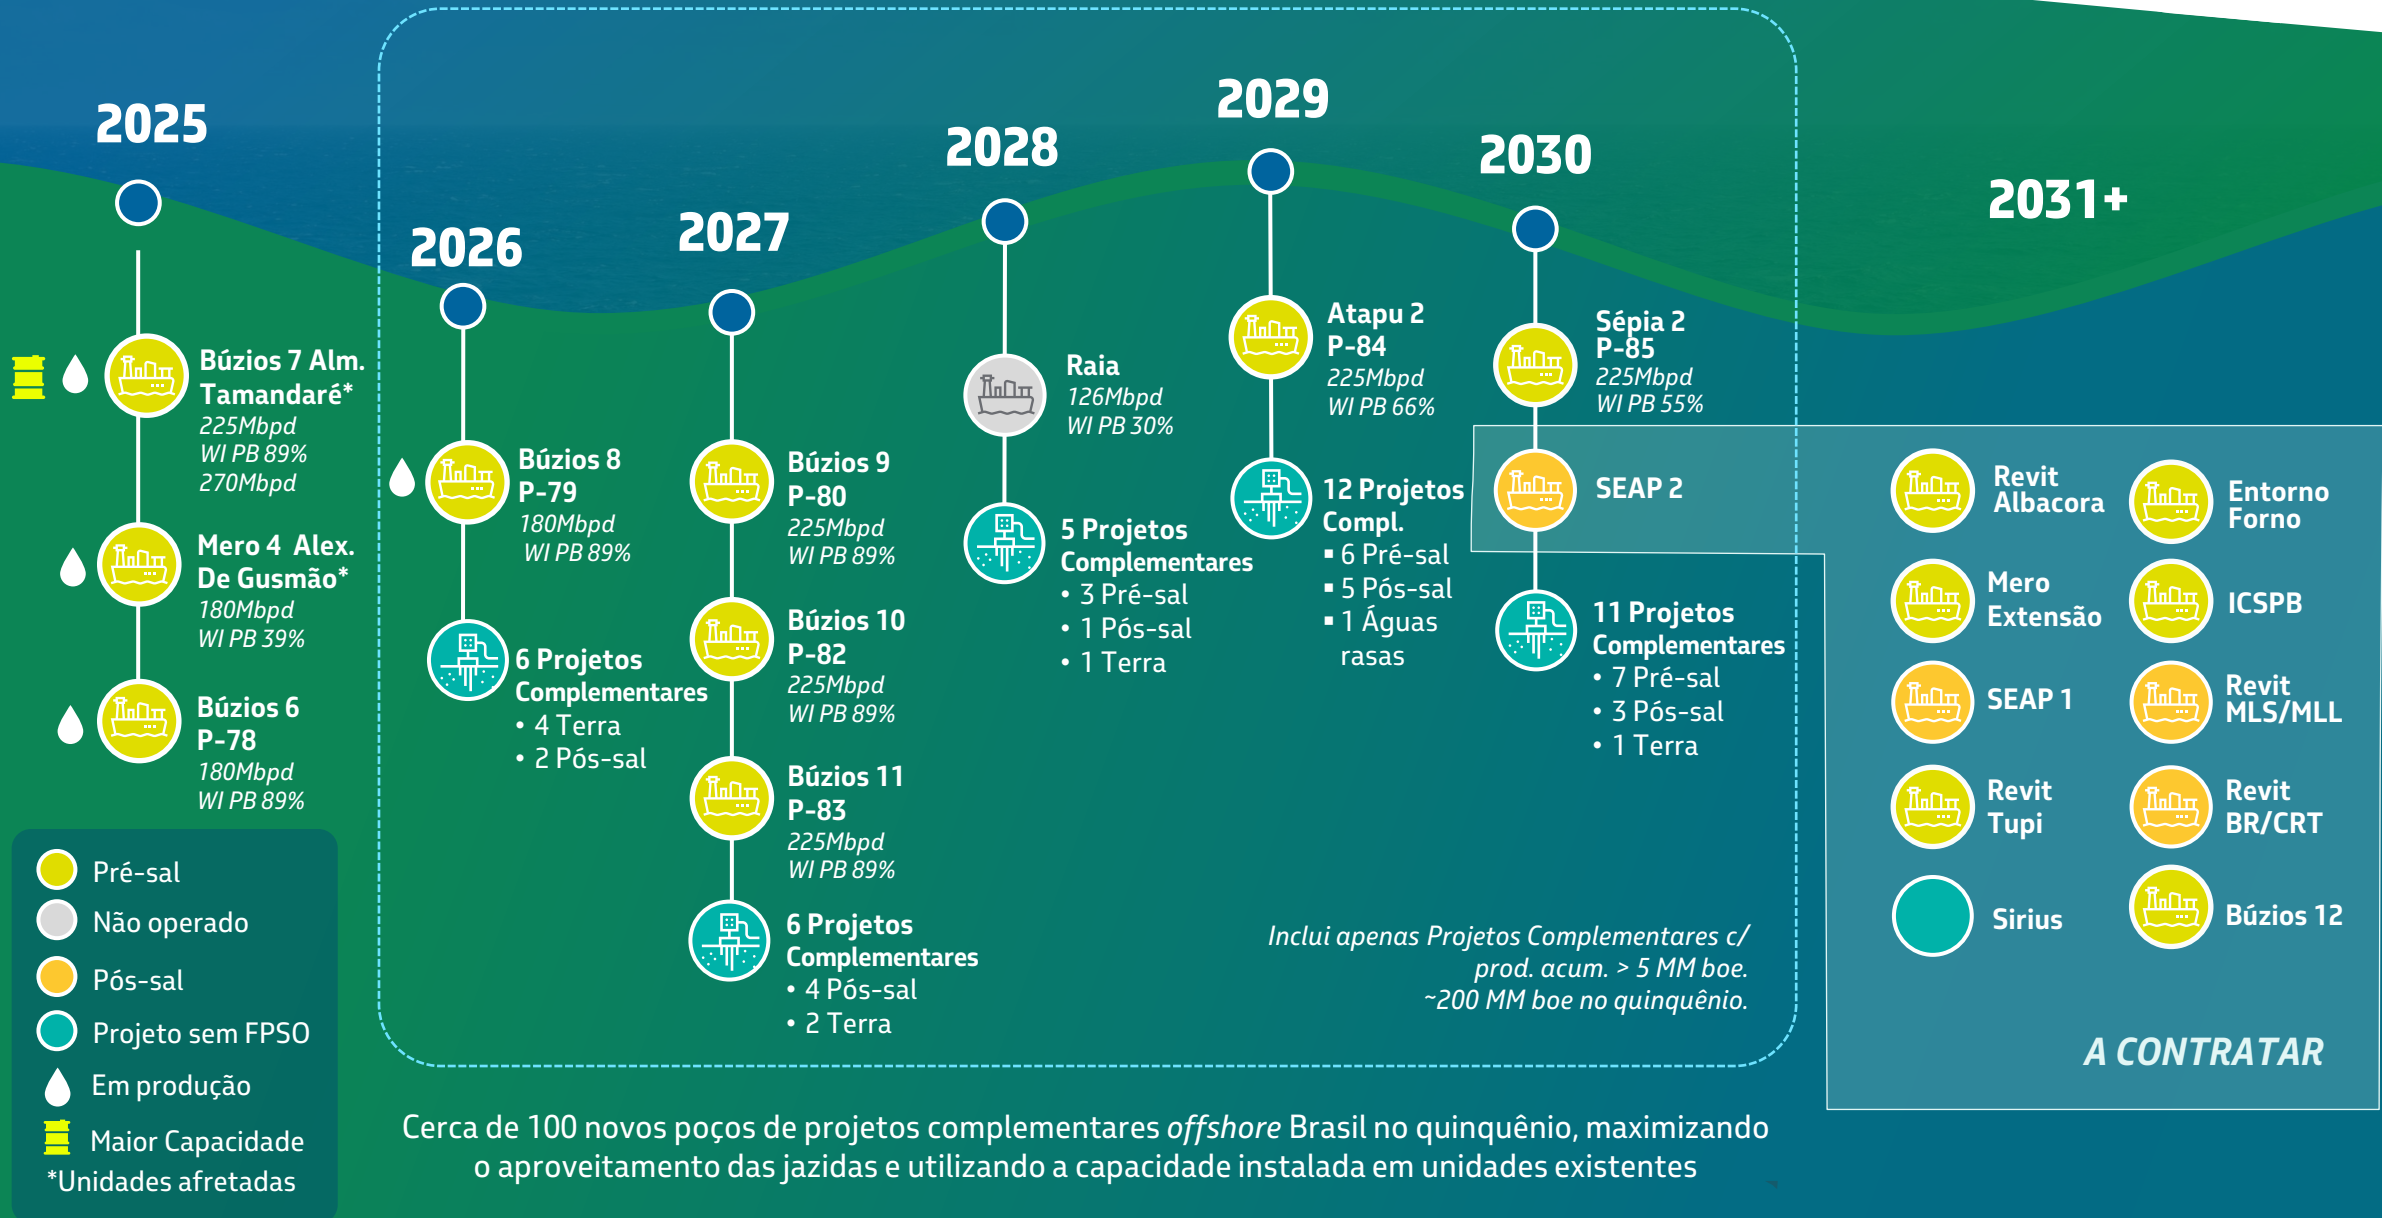 2025
Búzios 7 Alm.
Tamandaré*
225Mbpd
WI PB 89%
270Mbpd
Mero 4 Alex.
De Gusmão*
180Mbpd
WI PB 39%
Búzios 6
P-78
180Mbpd
WI PB 89%
2026
Búzios 8
P-79
180Mbpd
WI PB 89%
6 Projetos
Complementares
• 4 Terra
• 2 Pós-sal
2027
Búzios 9
P-80
225Mbpd
WI PB 89%
Búzios 10
P-82
225Mbpd
WI PB 89%
Búzios 11
P-83
225Mbpd
WI PB 89%
6 Projetos
Complementares
• 4 Pós-sal
• 2 Terra
2028
Raia
126Mbpd
WI PB 30%
5 Projetos
Complementares
• 3 Pré-sal
• 1 Pós-sal
• 1 Terra
2029
Atapu 2
P-84
225Mbpd
WI PB 66%
12 Projetos
Compl.
▪ 6 Pré-sal
▪ 5 Pós-sal
▪ 1 Águas
rasas
2030
Sépia 2
P-85
225Mbpd
WI PB 55%
SEAP 2
11 Projetos
Complementares
• 7 Pré-sal
• 3 Pós-sal
• 1 Terra
2031+
Revit
Albacora
Entorno
Forno
Mero
Extensão
ICSPB
SEAP 1
Revit
MLS/MLL
Revit
Tupi
Revit
BR/CRT
Sirius
Búzios 12
A CONTRATAR
Inclui apenas Projetos Complementares c/
prod. acum. > 5 MM boe.
~200 MM boe no quinquênio.
Pré-sal
Não operado
Pós-sal
Projeto sem FPSO
Em produção
Maior Capacidade
*Unidades afretadas
Cerca de 100 novos poços de projetos complementares offshore Brasil no quinquênio, maximizando
o aproveitamento das jazidas e utilizando a capacidade instalada em unidades existentes